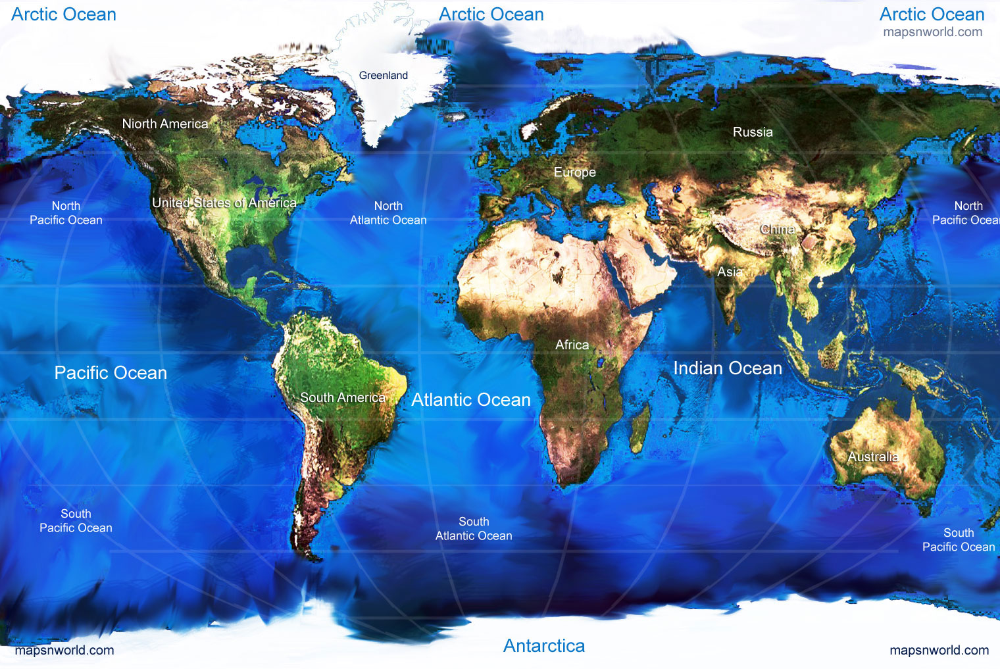 Arctic Ocean
Arctic Ocean
Arctic Ocean
mapsnworld.com
Greenland
Niorth America
Russia
Europe
United States of America
North
Pacific Ocean
North
Atlantic Ocean
North
Pacific Ocean
China
Asia
Africa
Pacific Ocean
Indian Ocean
South America
Atlantic Ocean
Australia
South
Pacific Ocean
South
Atlantic Ocean
South
Pacific Ocean
Antarctica
mapsnworld.com
mapsnworld.com